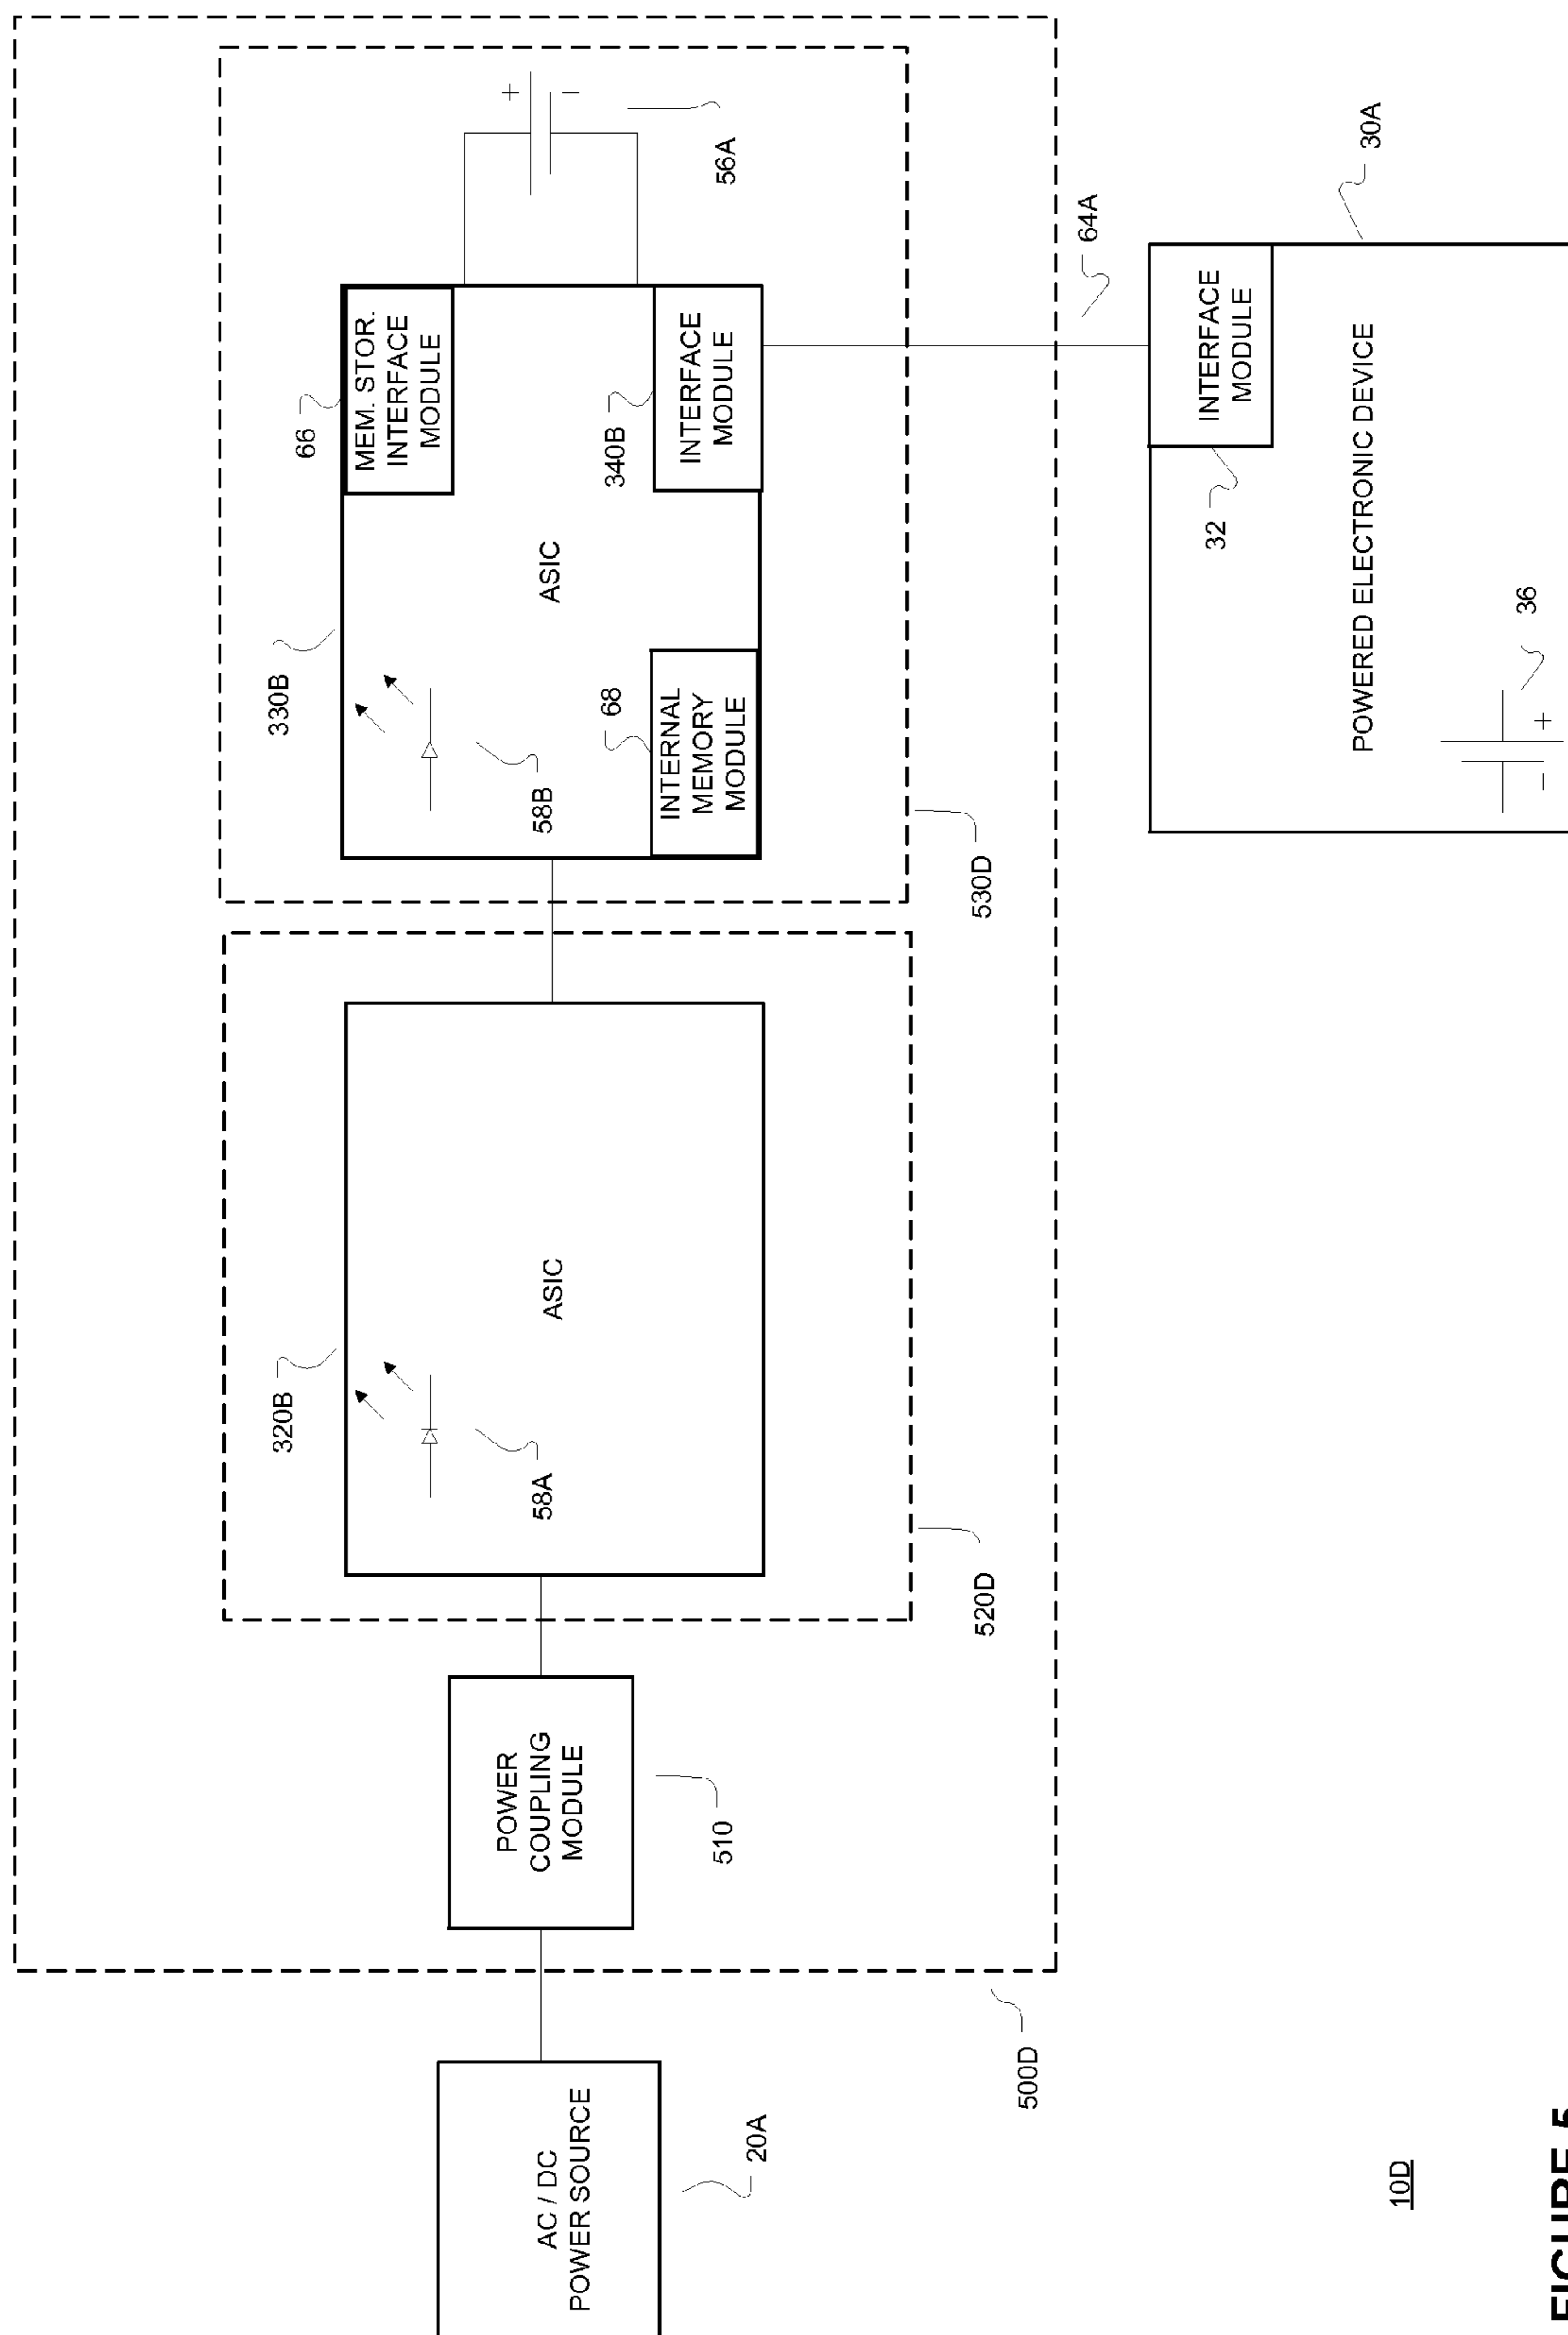 AC / DC
POWER SOURCE
20A
500D
POWER
COUPLING
MODULE
510
320B
58A
ASIC
520D
330B
58B
ASIC
66
MEM. STOR.
INTERFACE
MODULE
68
INTERNAL
MEMORY
MODULE
340B
INTERFACE
MODULE
+
−
56A
530D
64A
INTERFACE
MODULE
32
30A
POWERED ELECTRONIC DEVICE
36
− +
10D
FIGURE 5